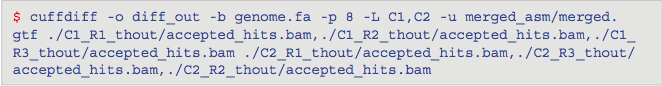 $ cuffdiff -o diff_out -b genome.fa -p 8 -L C1,C2 -u merged_asm/merged.
gtf ./C1_R1_thout/accepted_hits.bam,./C1_R2_thout/accepted_hits.bam,./C1_
R3_thout/accepted_hits.bam ./C2_R1_thout/accepted_hits.bam,./C2_R3_thout/
accepted_hits.bam,./C2_R2_thout/accepted_hits.bam